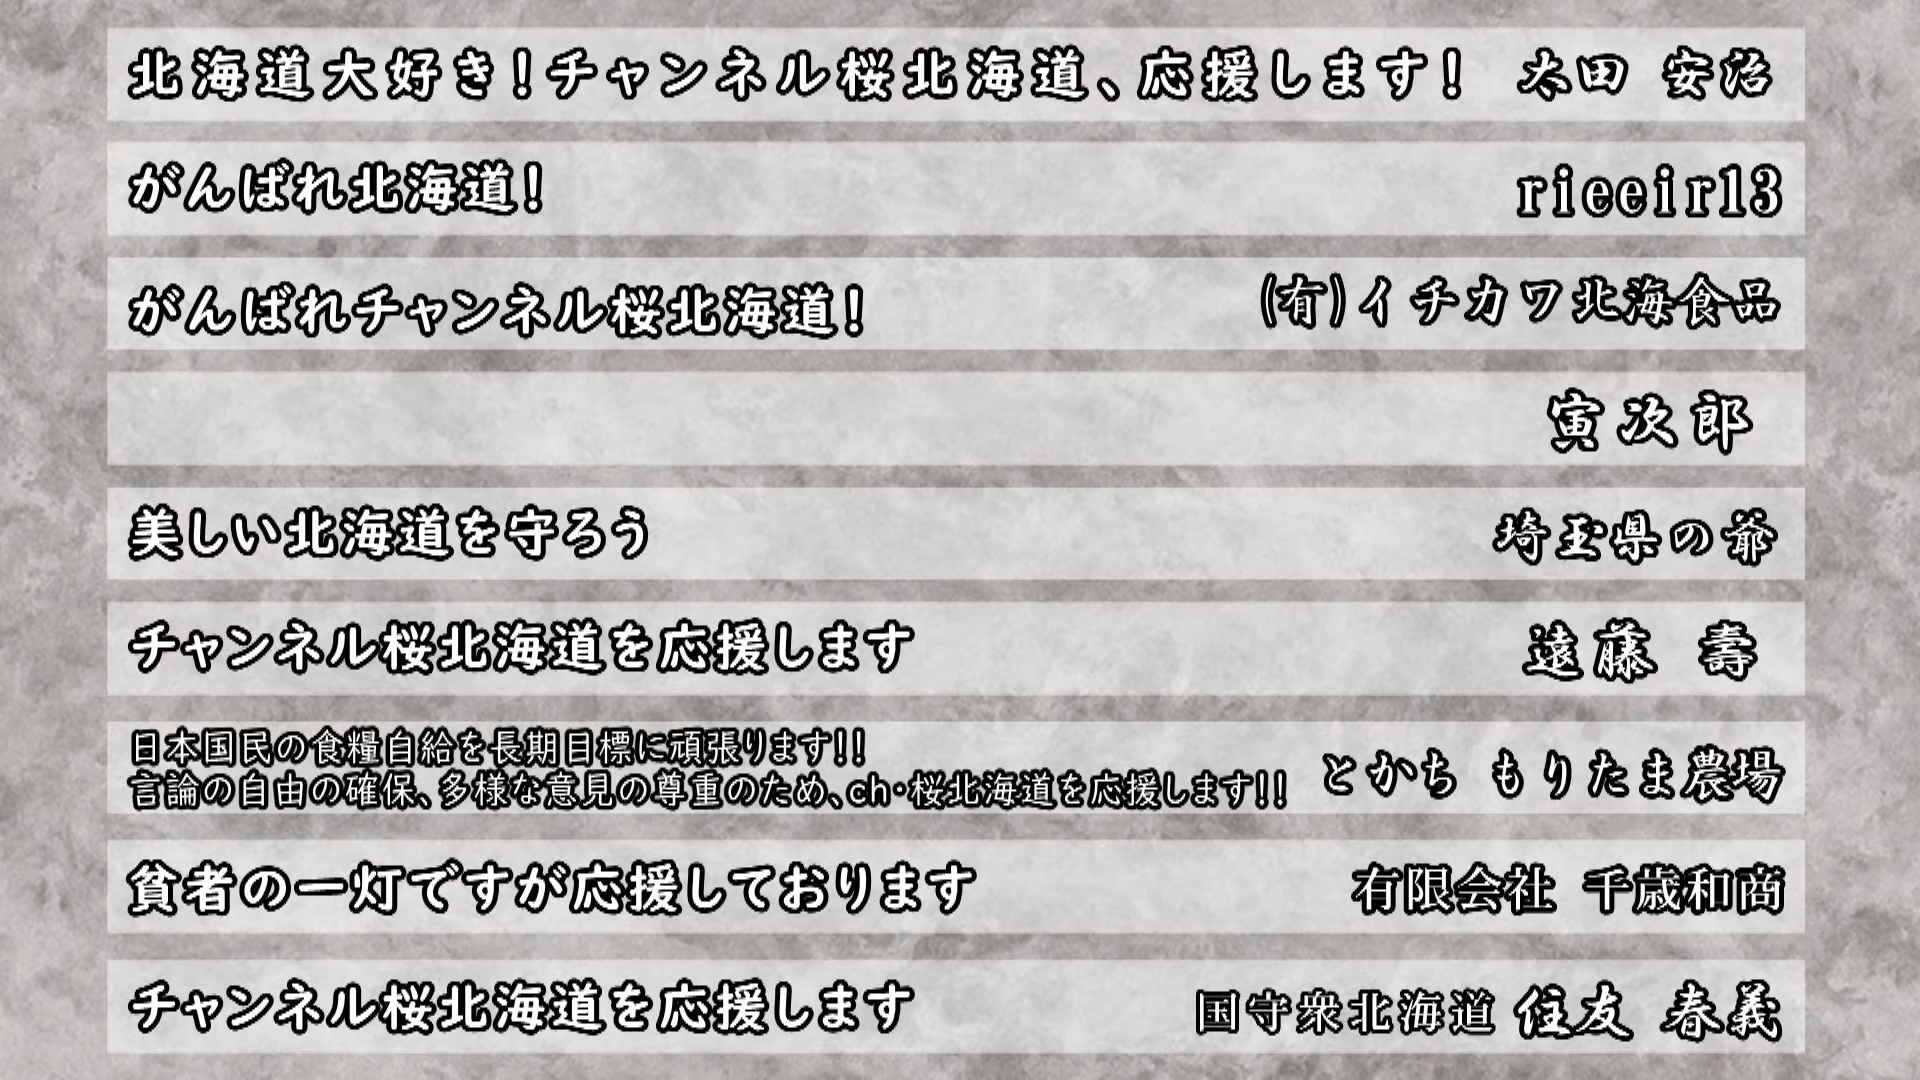 北海道大好き!チャンネル桜北海道、応援します! 太田 安治
がんばれ北海道! rieeir13
がんばれチャンネル桜北海道! (有)イチカワ北海食品
寅次郎
美しい北海道を守ろう 埼玉県の爺
チャンネル桜北海道を応援します 遠藤 壽
日本国民の食糧自給を長期目標に頑張ります!!
言論の自由の確保、多様な意見の尊重のため、ch・桜北海道を応援します!! とかち もりたま農場
貧者の一灯ですが応援しております 有限会社 千歳和商
チャンネル桜北海道を応援します 国守衆北海道 住友 春義